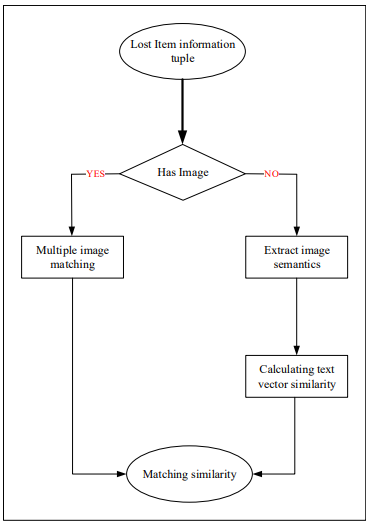 Lost Item information
tuple
Has Image
YES
NO
Multiple image
matching
Extract image
semantics
Calculating text
vector similarity
Matching similarity